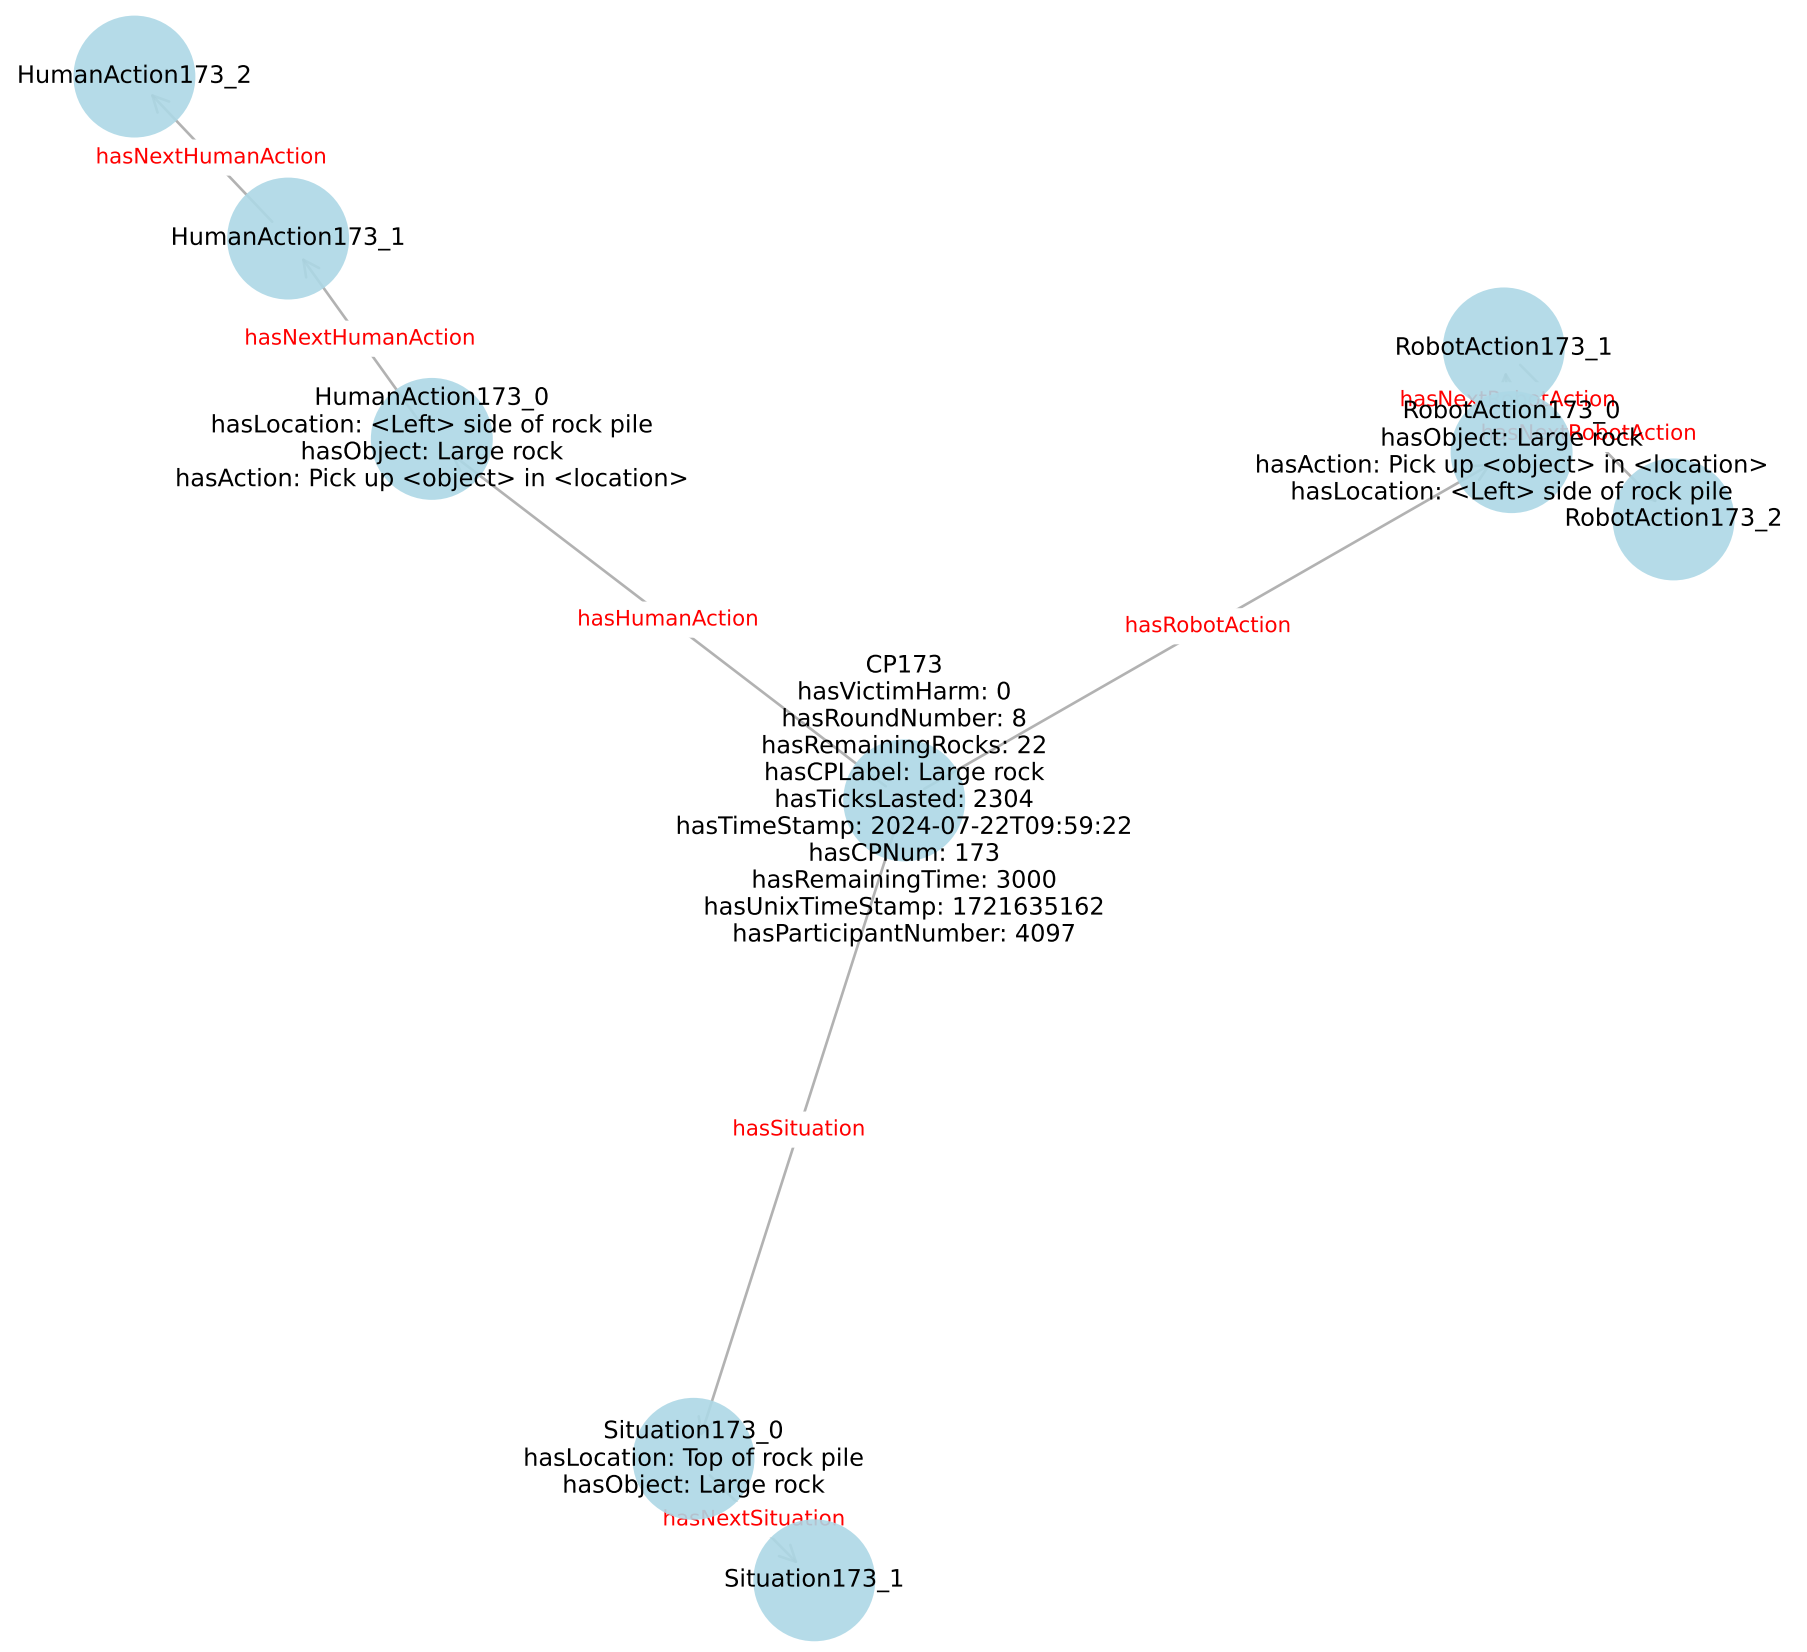 HumanAction173_2
hasNextHumanAction
HumanAction173_1
hasNextHumanAction
HumanAction173_0
hasLocation: <Left> side of rock pile
hasObject: Large rock
hasAction: Pick up <object> in <location>
RobotAction173_1
hasNextRobotAction
RobotAction173_0
hasObject: Large rock
hasNextRobotAction
hasAction: Pick up <object> in <location>
hasLocation: <Left> side of rock pile
RobotAction173_2
hasHumanAction
hasRobotAction
CP173
hasVictimHarm: 0
hasRoundNumber: 8
hasRemainingRocks: 22
hasCPLabel: Large rock
hasTicksLasted: 2304
hasTimeStamp: 2024-07-22T09:59:22
hasCPNum: 173
hasRemainingTime: 3000
hasUnixTimeStamp: 1721635162
hasParticipantNumber: 4097
hasSituation
Situation173_0
hasLocation: Top of rock pile
hasObject: Large rock
hasNextSituation
Situation173_1